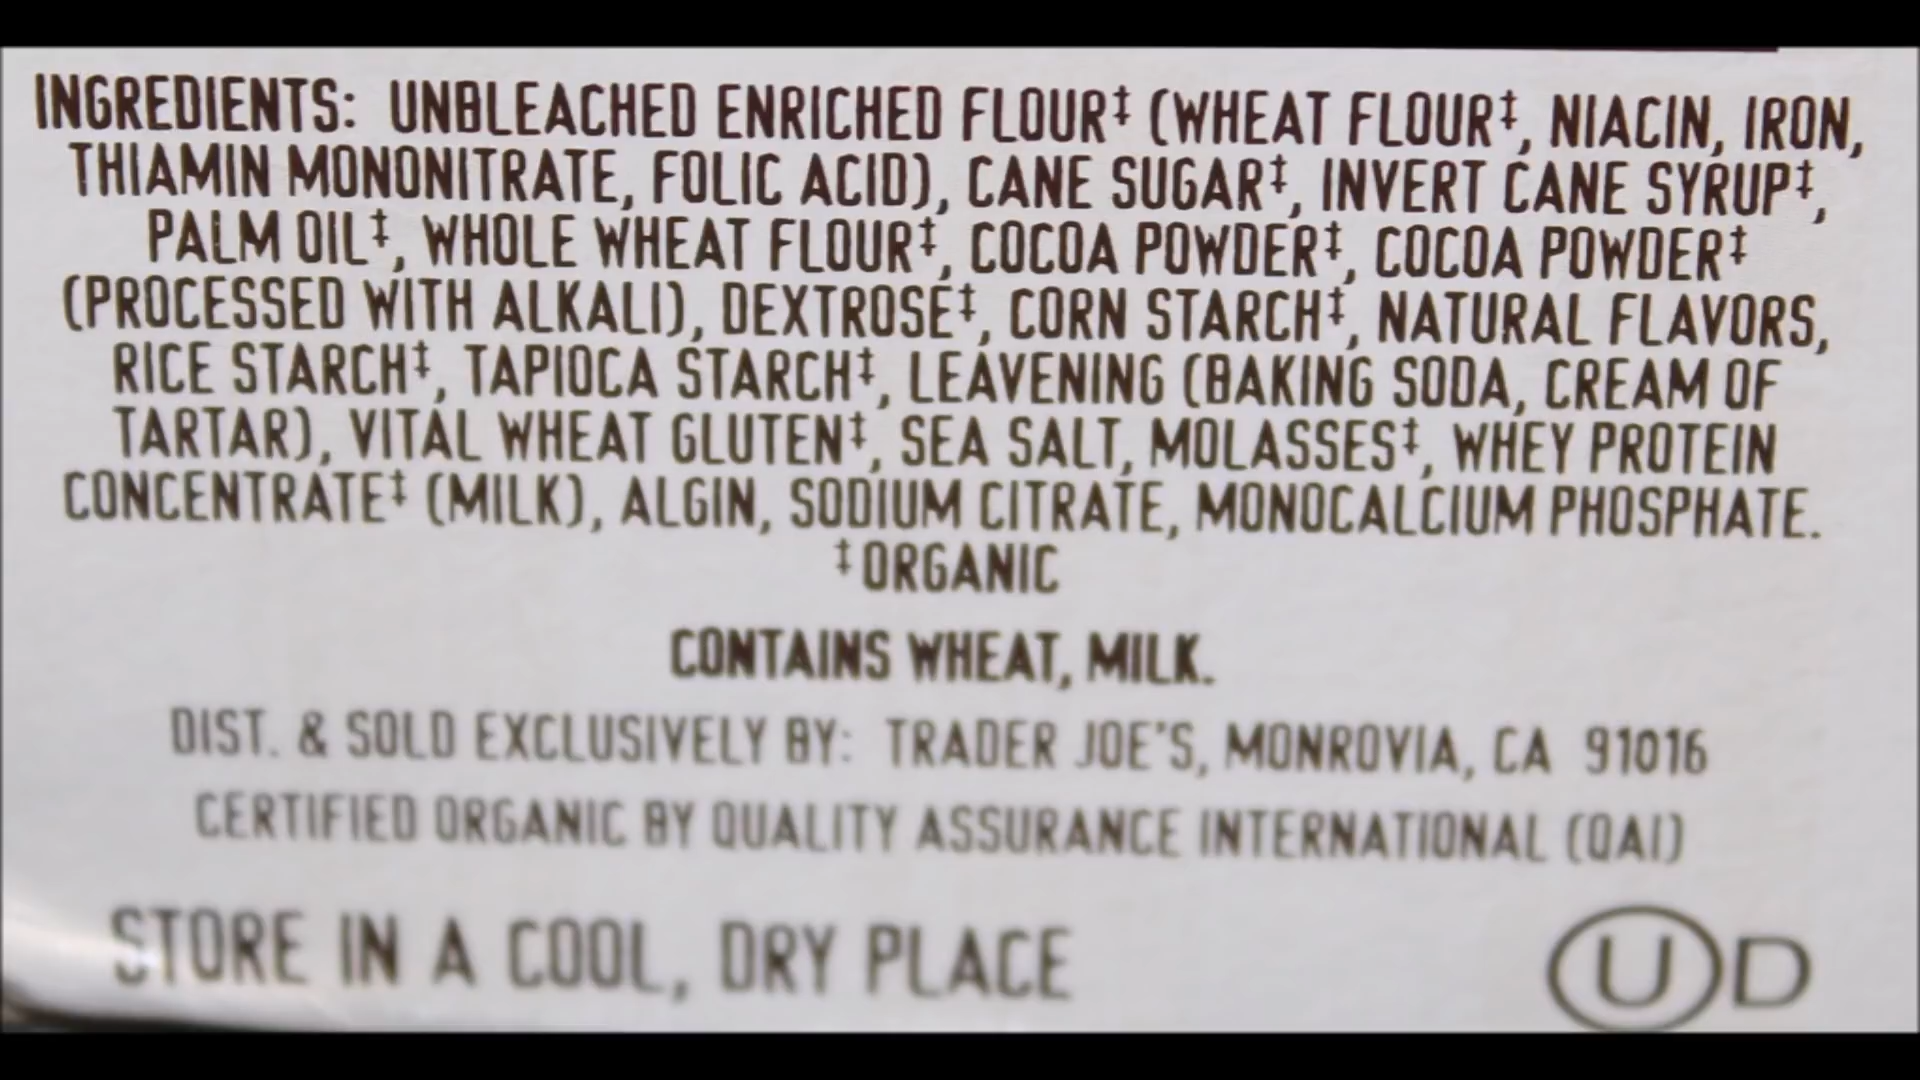 INGREDIENTS: UNBLEACHED ENRICHED FLOUR‡ (WHEAT FLOUR‡, NIACIN, IRON,
THIAMIN MONONITRATE, FOLIC ACID), CANE SUGAR‡, INVERT CANE SYRUP‡,
PALM OIL‡, WHOLE WHEAT FLOUR‡, COCOA POWDER‡, COCOA POWDER‡
(PROCESSED WITH ALKALI), DEXTROSE‡, CORN STARCH‡, NATURAL FLAVORS,
RICE STARCH‡, TAPIOCA STARCH‡, LEAVENING (BAKING SODA, CREAM OF
TARTAR), VITAL WHEAT GLUTEN‡, SEA SALT, MOLASSES‡, WHEY PROTEIN
CONCENTRATE‡ (MILK), ALGIN, SODIUM CITRATE, MONOCALCIUM PHOSPHATE.
‡ORGANIC
CONTAINS WHEAT, MILK.
DIST. & SOLD EXCLUSIVELY BY: TRADER JOE'S, MONROVIA, CA 91016
CERTIFIED ORGANIC BY QUALITY ASSURANCE INTERNATIONAL (QAI)
STORE IN A COOL, DRY PLACE
U D